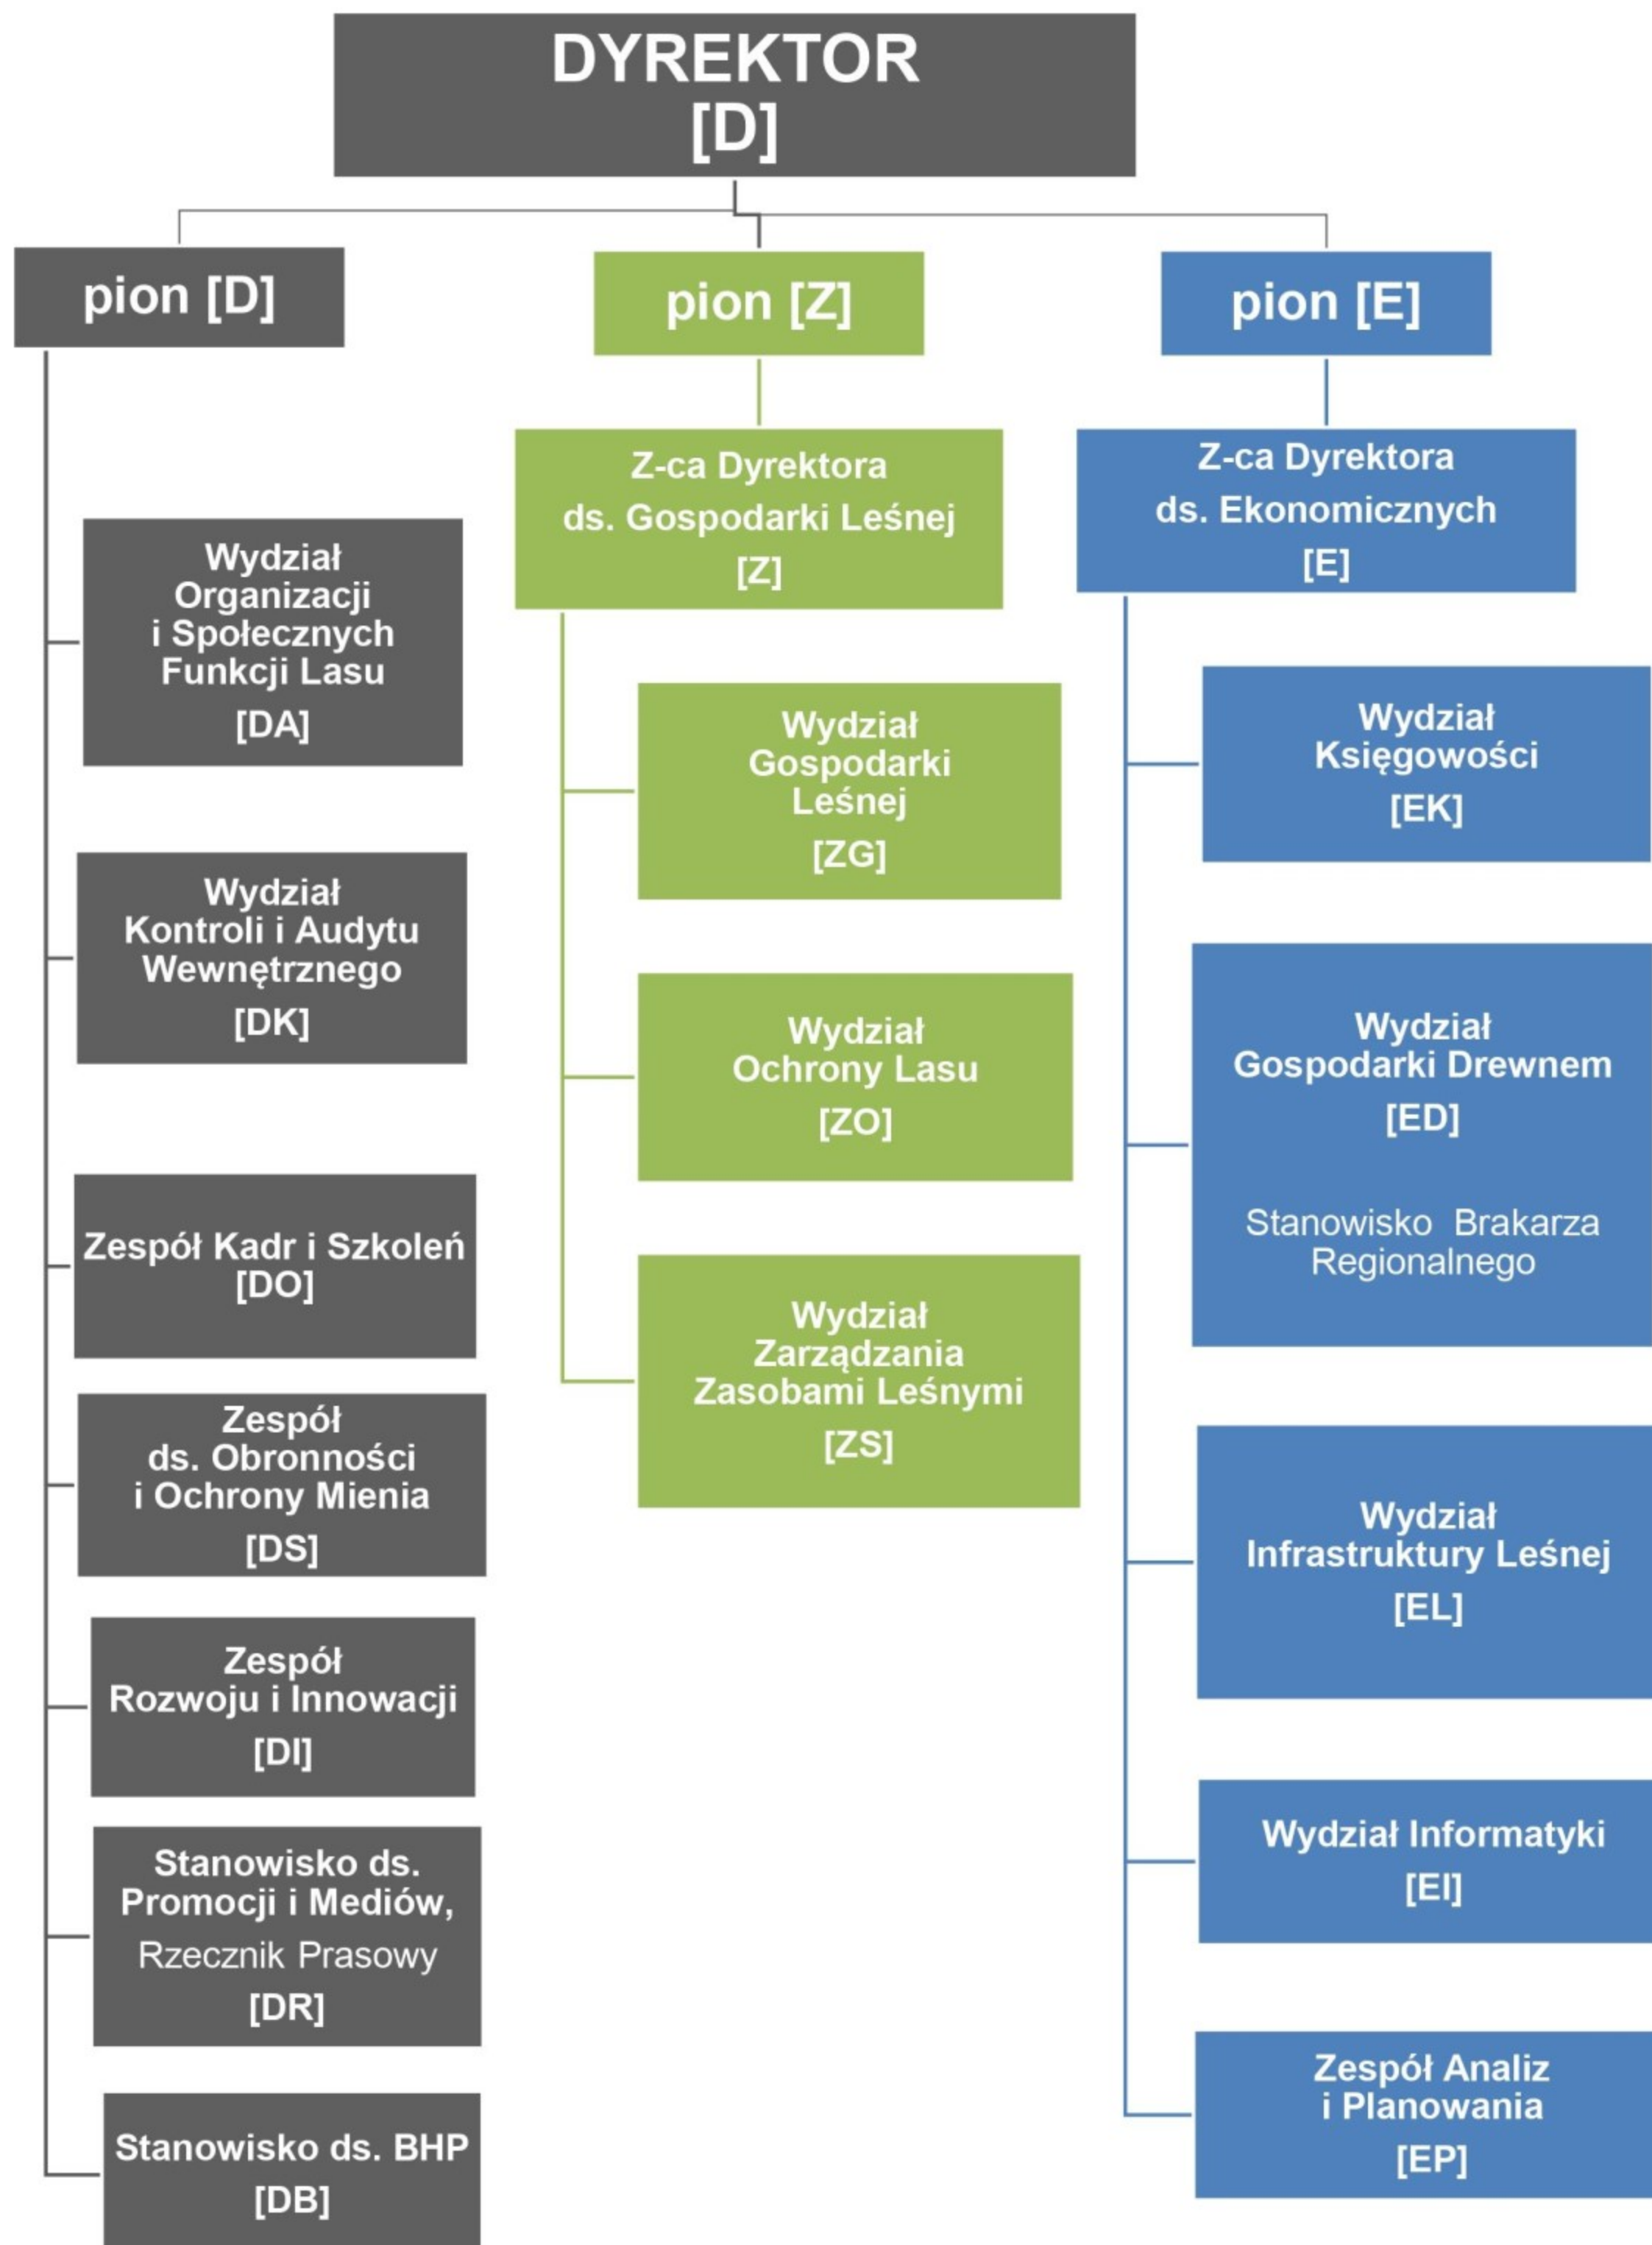 DYREKTOR
[D]
pion [D]
Wydział
Organizacji
i Społecznych
Funkcji Lasu
[DA]
Wydział
Kontroli i Audytu
Wewnętrznego
[DK]
Zespół Kadr i Szkoleń
[DO]
Zespół
ds. Obronności
i Ochrony Mienia
[DS]
Zespół
Rozwoju i Innowacji
[DI]
Stanowisko ds.
Promocji i Mediów,
Rzecznik Prasowy
[DR]
Stanowisko ds. BHP
[DB]
pion [Z]
Z-ca Dyrektora
ds. Gospodarki Leśnej
[Z]
Wydział
Gospodarki
Leśnej
[ZG]
Wydział
Ochrony Lasu
[ZO]
Wydział
Zarządzania
Zasobami Leśnymi
[ZS]
pion [E]
Z-ca Dyrektora
ds. Ekonomicznych
[E]
Wydział
Księgowości
[EK]
Wydział
Gospodarki Drewnem
[ED]
Stanowisko Brakarza
Regionalnego
Wydział
Infrastruktury Leśnej
[EL]
Wydział Informatyki
[EI]
Zespół Analiz
i Planowania
[EP]